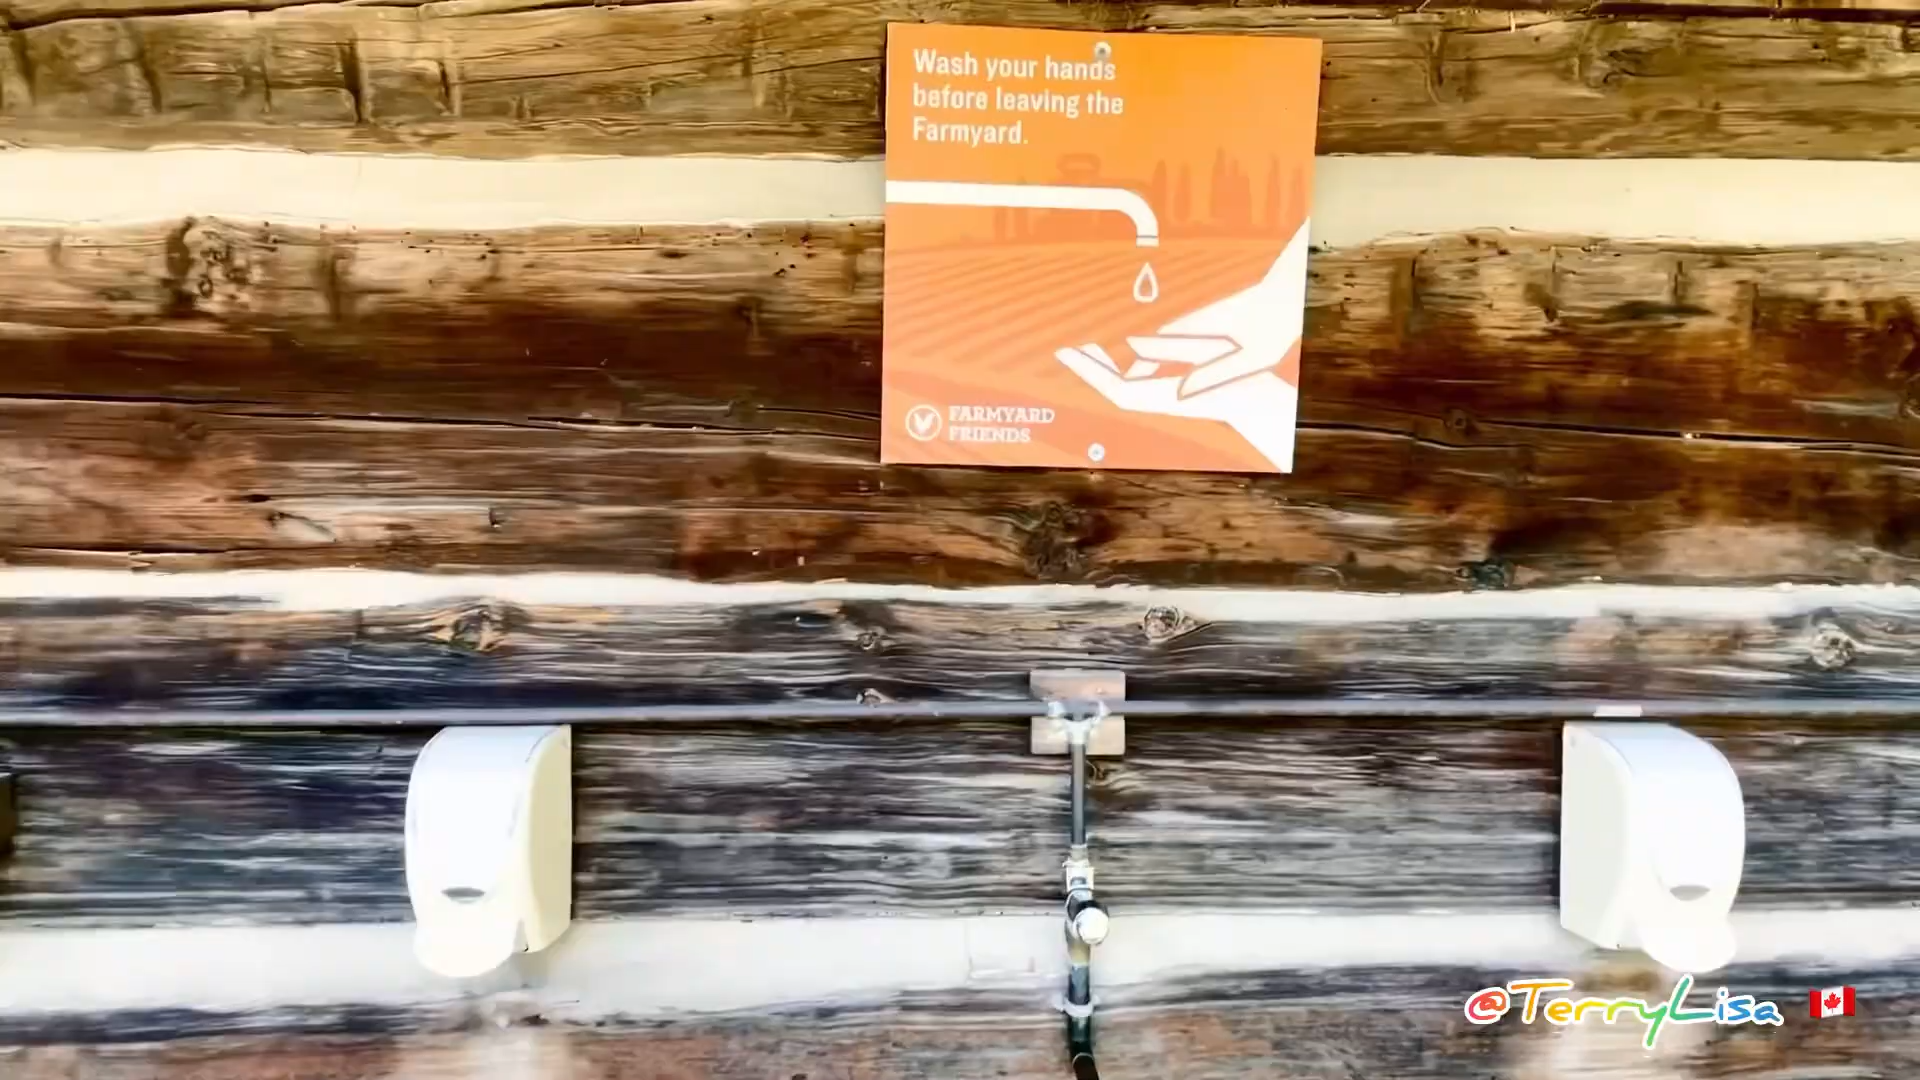 Wash your hands
before leaving the
Farmyard.
FARMYARD
FRIENDS
@TerryLisa